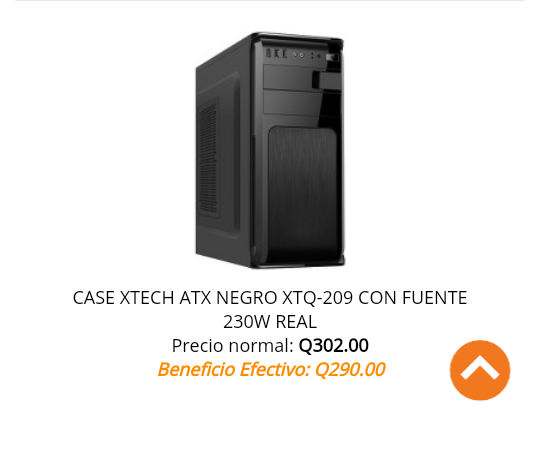 CASE XTECH ATX NEGRO XTQ-209 CON FUENTE
230W REAL
Precio normal: Q302.00
Beneficio Efectivo: Q290.00